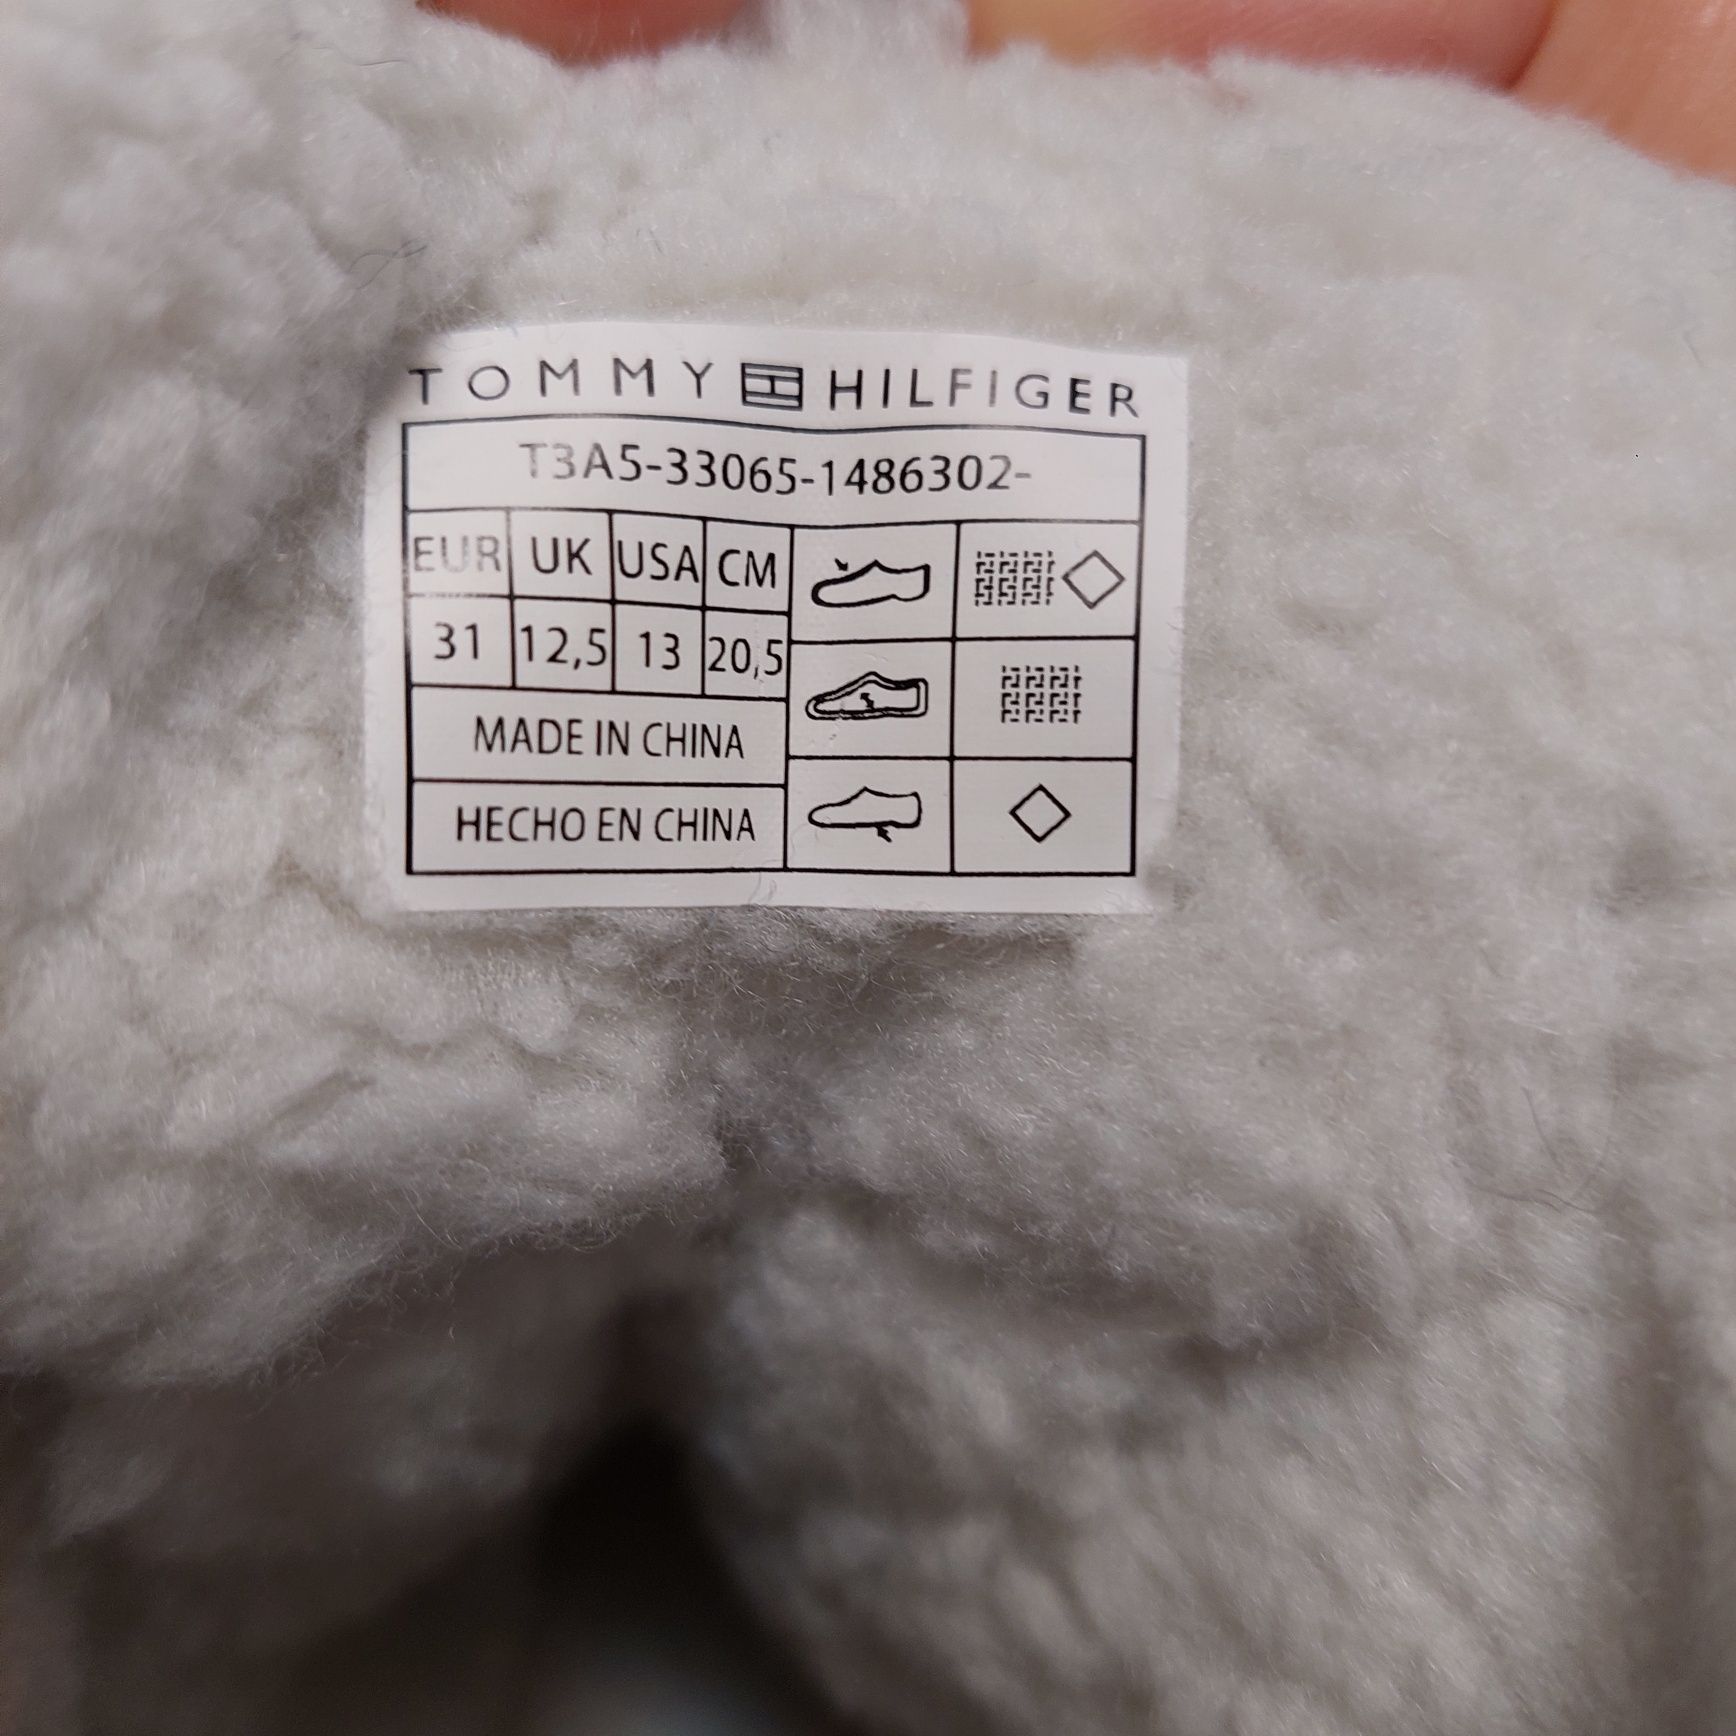 TOMMY HILFIGER
T3A5-33065-1486302-
EUR UK USA CM
31 12,5 13 20,5
MADE IN CHINA
HECHO EN CHINA